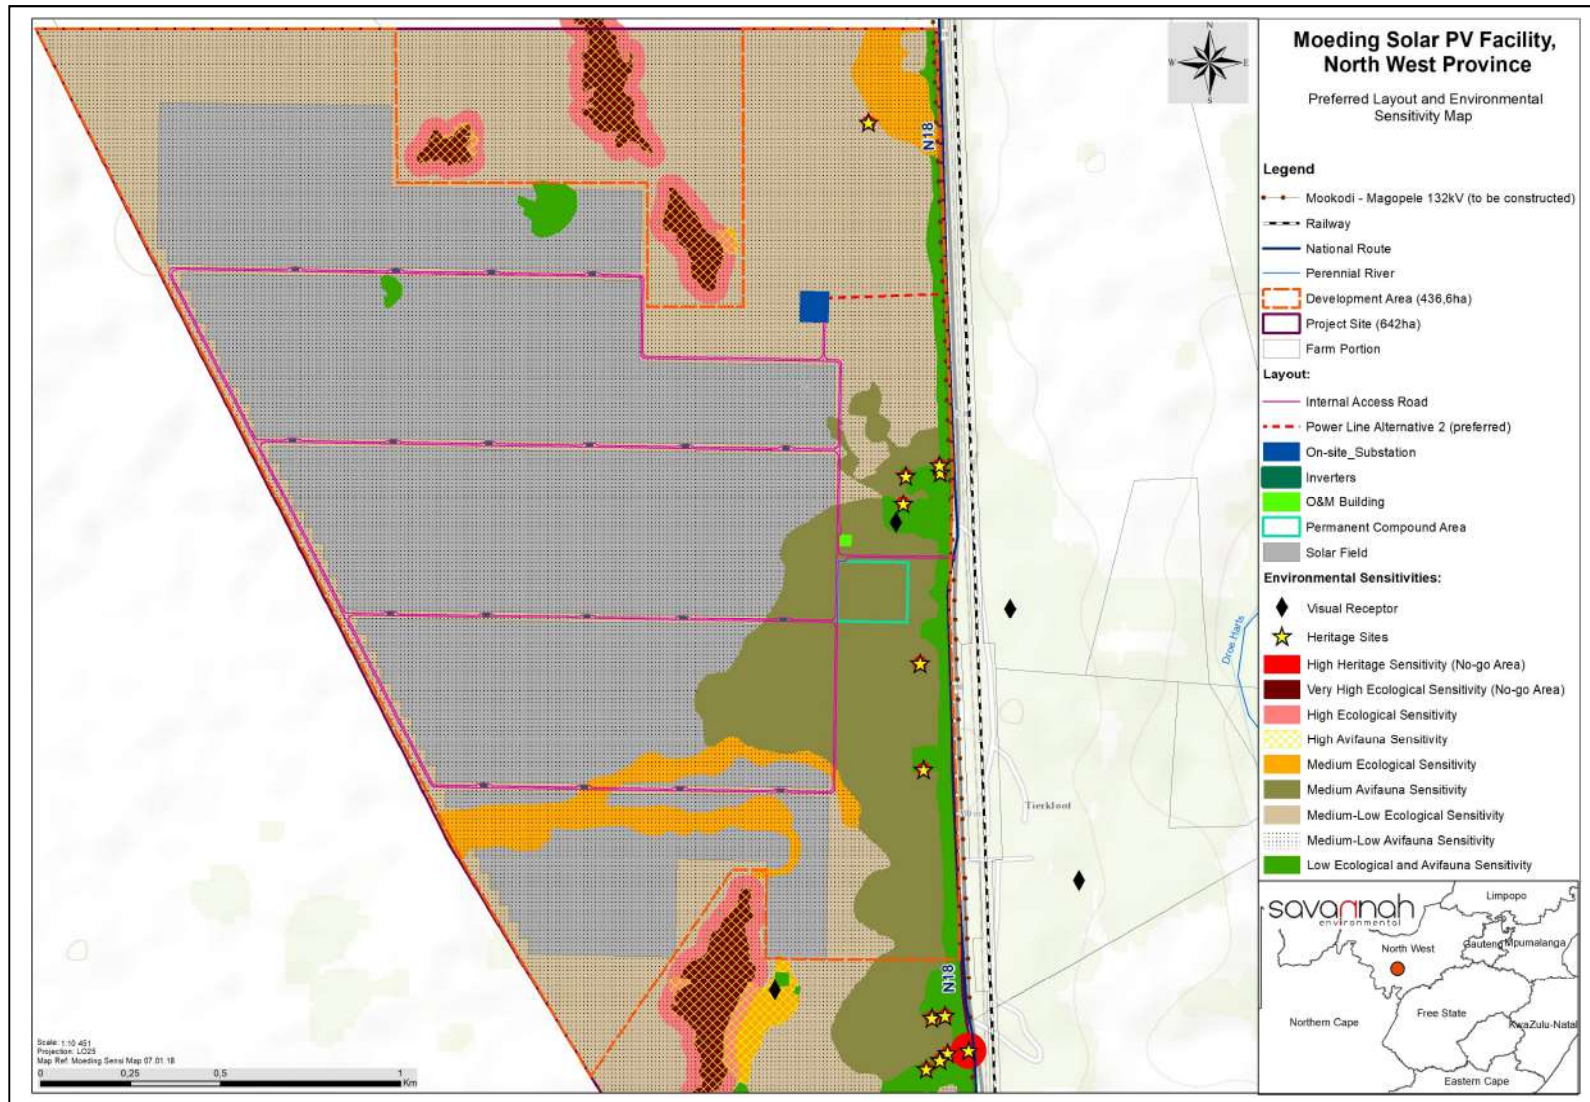 Moeding Solar PV Facility,
North West Province
Preferred Layout and Environmental
Sensitivity Map
Legend
Mookodi - Magopele 132kV (to be constructed)
Railway
National Route
Perennial River
Development Area (436,6ha)
Project Site (642ha)
Farm Portion
Layout:
Internal Access Road
Power Line Alternative 2 (preferred)
On-site_Substation
Inverters
O&M Building
Permanent Compound Area
Solar Field
Environmental Sensitivities:
Visual Receptor
Heritage Sites
High Heritage Sensitivity (No-go Area)
Very High Ecological Sensitivity (No-go Area)
High Ecological Sensitivity
High Avifauna Sensitivity
Medium Ecological Sensitivity
Medium Avifauna Sensitivity
Medium-Low Ecological Sensitivity
Medium-Low Avifauna Sensitivity
Low Ecological and Avifauna Sensitivity
savannah
environmental
Limpopo
North West
Gauteng
Mpumalanga
Free State
Northern Cape
KwaZulu-Natal
Eastern Cape
N
W
E
S
N18
Droe Harts
Tierkloof
N18
Scale: 1:10 451
Projection: LO25
Map Ref: Moeding Sensi Map 07.01.18
0 0,25 0,5 1
Km